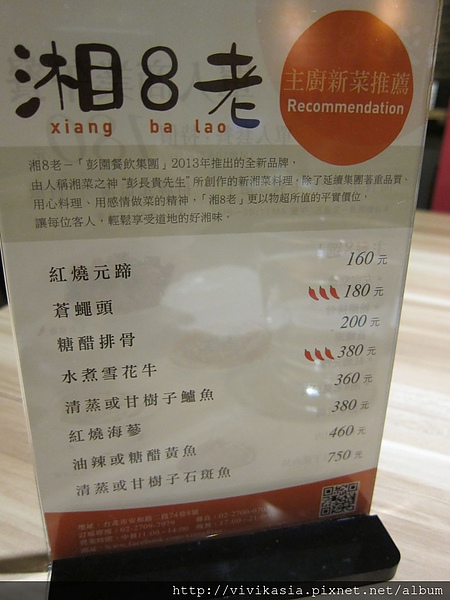 湘8老
xiang ba lao
主廚新菜推薦
Recommendation
湘8老－「彭園餐飲集團」2013年推出的全新品牌，
由人稱湘菜之神"彭長貴先生"所創作的新湘菜料理，除了延續集團著重品質、
用心料理、用感情做菜的精神，「湘8老」更以物超所值的平實價位，
讓每位客人，輕鬆享受道地的好湘味。
紅燒元蹄 160元
蒼蠅頭 180元
糖醋排骨 200元
水煮雪花牛 380元
清蒸或甘樹子鱸魚 360元
紅燒海蔘 380元
油辣或糖醋黃魚 460元
清蒸或甘樹子石斑魚 750元
http://vivikasia.pixnet.net/album